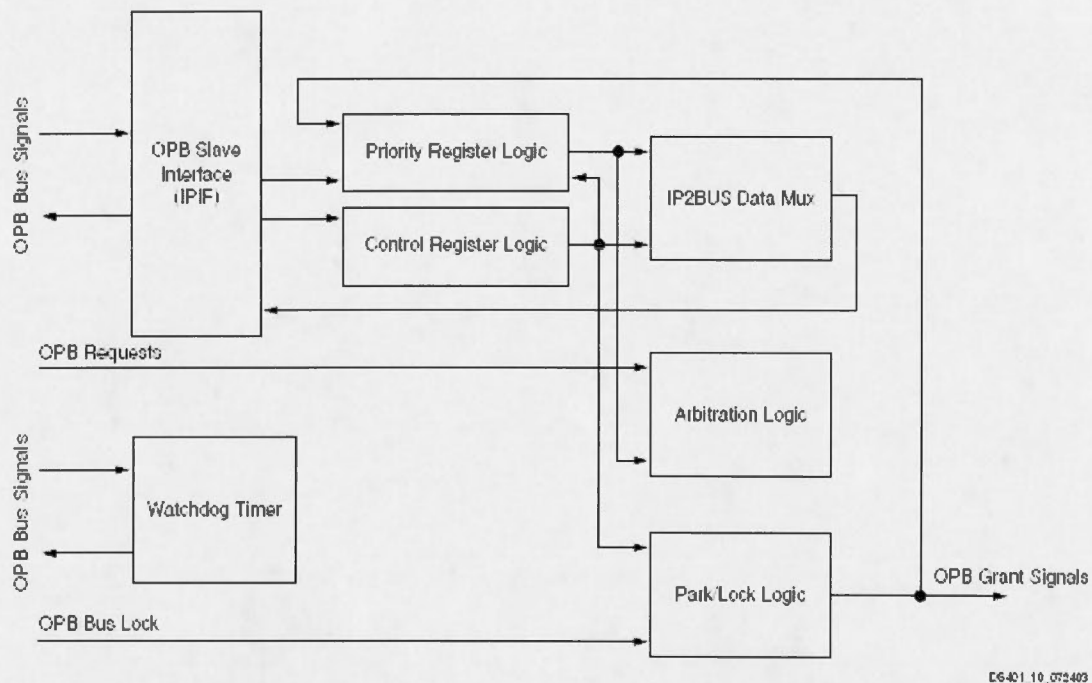 OPB Bus Signals
OPB Slave
Interface
(IPIF)
Priority Register Logic
IP2BUS Data Mux
Control Register Logic
OPB Requests
Arbitration Logic
OPB Bus Signals
Watchdog Timer
OPB Grant Signals
Park/Lock Logic
OPB Bus Lock